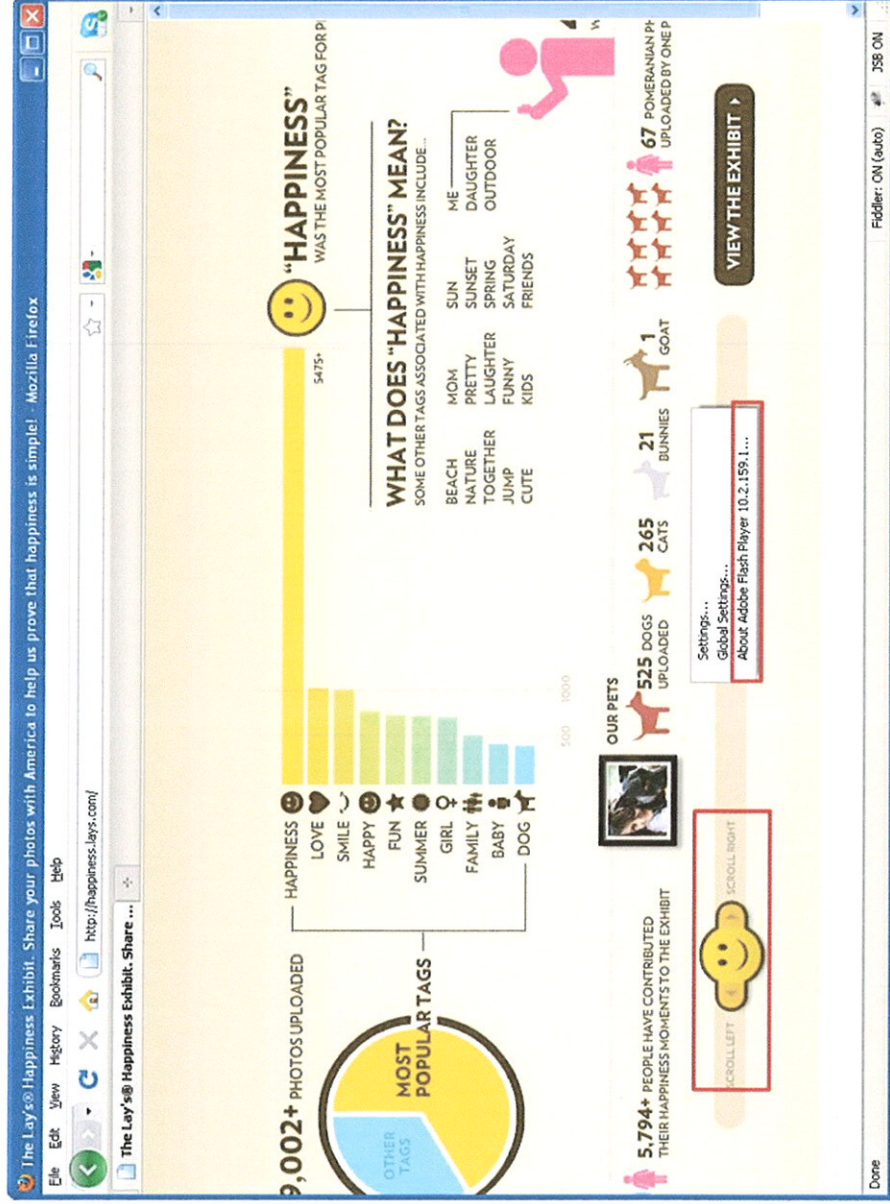 The Lay's® Happiness Exhibit. Share your photos with America to help us prove that happiness is simple! - Mozilla Firefox
File Edit View History Bookmarks Tools Help
http://happiness.lays.com/
The Lay's® Happiness Exhibit. Share ...
9,002+ PHOTOS UPLOADED
OTHER TAGS
MOST POPULAR TAGS
HAPPINESS
LOVE
SMILE
HAPPY
FUN
SUMMER
GIRL
FAMILY
BABY
DOG
500 1000
5475+
"HAPPINESS"
WAS THE MOST POPULAR TAG FOR
WHAT DOES "HAPPINESS" MEAN?
SOME OTHER TAGS ASSOCIATED WITH HAPPINESS INCLUDE...
BEACH MOM SUN ME
NATURE PRETTY SUNSET DAUGHTER
TOGETHER LAUGHTER SPRING OUTDOOR
JUMP FUNNY SATURDAY
CUTE KIDS FRIENDS
5,794+ PEOPLE HAVE CONTRIBUTED
THEIR HAPPINESS MOMENTS TO THE EXHIBIT
OUR PETS
525 DOGS
UPLOADED
265
CATS
21
BUNNIES
1
GOAT
67 POMERANIAN PH
UPLOADED BY ONE P
SCROLL LEFT SCROLL RIGHT
Settings...
Global Settings...
About Adobe Flash Player 10.2.159.1...
VIEW THE EXHIBIT
Done Fiddler: ON (auto) JSB ON